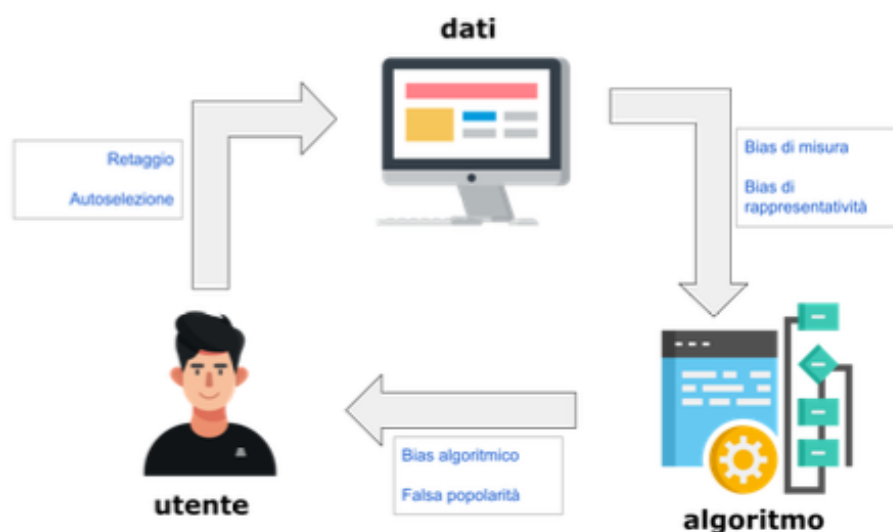 dati
Retaggio
Autoselezione
Bias di misura
Bias di
rappresentatività
Bias algoritmico
Falsa popolarità
utente
algoritmo